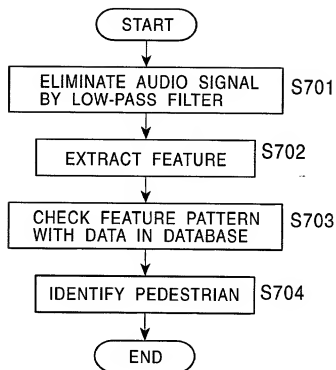 START
ELIMINATE AUDIO SIGNAL
BY LOW-PASS FILTER
S701
EXTRACT FEATURE
S702
CHECK FEATURE PATTERN
WITH DATA IN DATABASE
S703
IDENTIFY PEDESTRIAN
S704
END